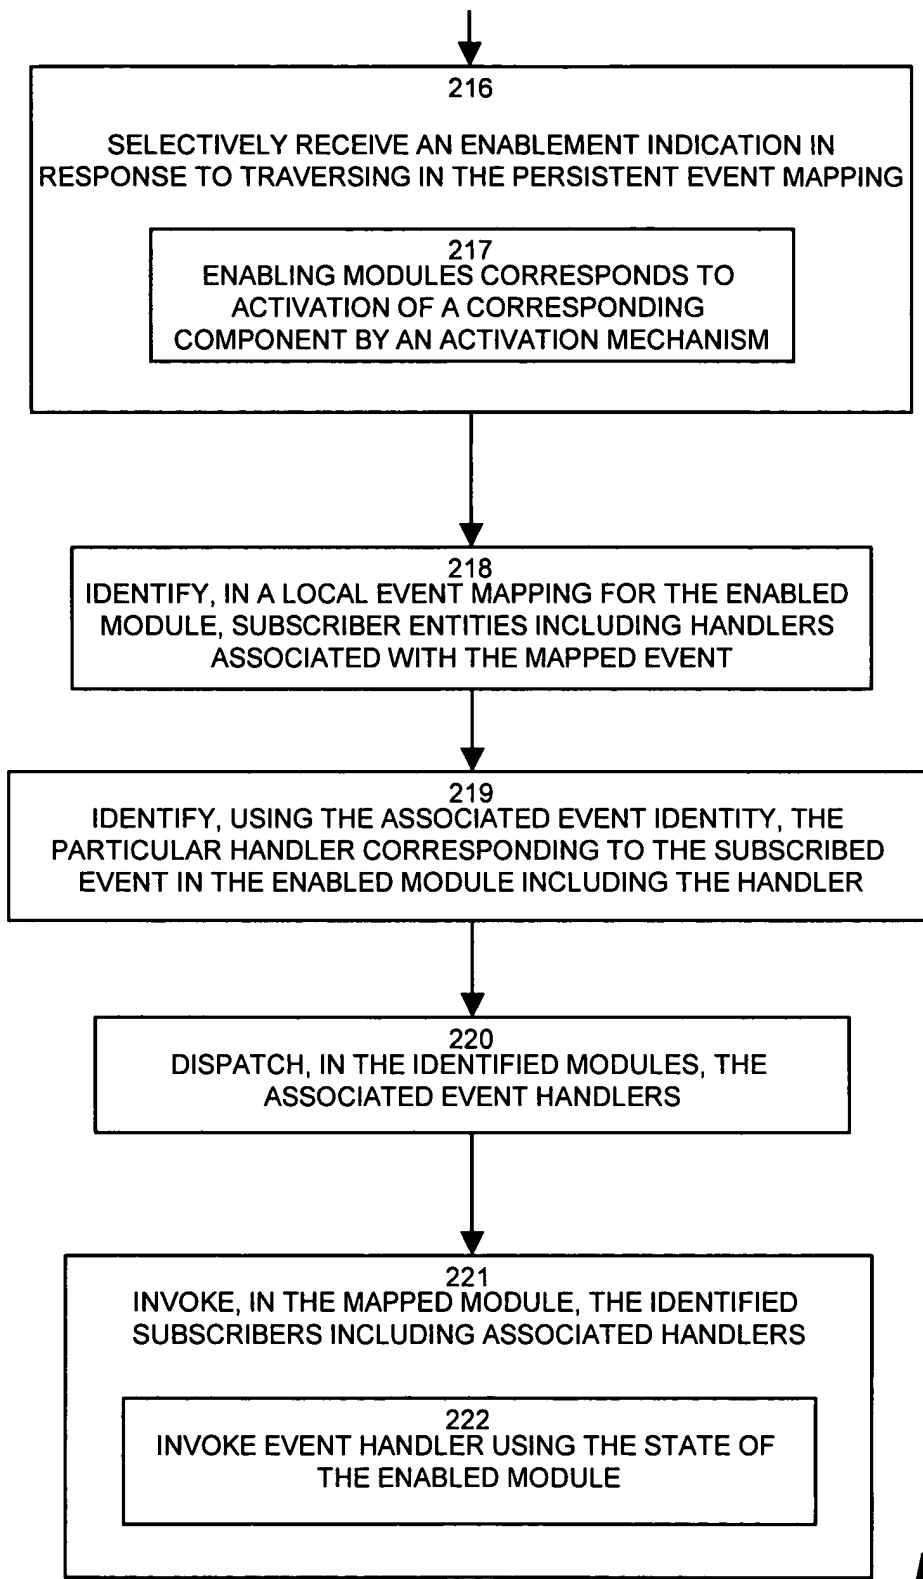 216
SELECTIVELY RECEIVE AN ENABLEMENT INDICATION IN
RESPONSE TO TRAVERSING IN THE PERSISTENT EVENT MAPPING
217
ENABLING MODULES CORRESPONDS TO
ACTIVATION OF A CORRESPONDING
COMPONENT BY AN ACTIVATION MECHANISM
218
IDENTIFY, IN A LOCAL EVENT MAPPING FOR THE ENABLED
MODULE, SUBSCRIBER ENTITIES INCLUDING HANDLERS
ASSOCIATED WITH THE MAPPED EVENT
219
IDENTIFY, USING THE ASSOCIATED EVENT IDENTITY, THE
PARTICULAR HANDLER CORRESPONDING TO THE SUBSCRIBED
EVENT IN THE ENABLED MODULE INCLUDING THE HANDLER
220
DISPATCH, IN THE IDENTIFIED MODULES, THE
ASSOCIATED EVENT HANDLERS
221
INVOKE, IN THE MAPPED MODULE, THE IDENTIFIED
SUBSCRIBERS INCLUDING ASSOCIATED HANDLERS
222
INVOKE EVENT HANDLER USING THE STATE OF
THE ENABLED MODULE